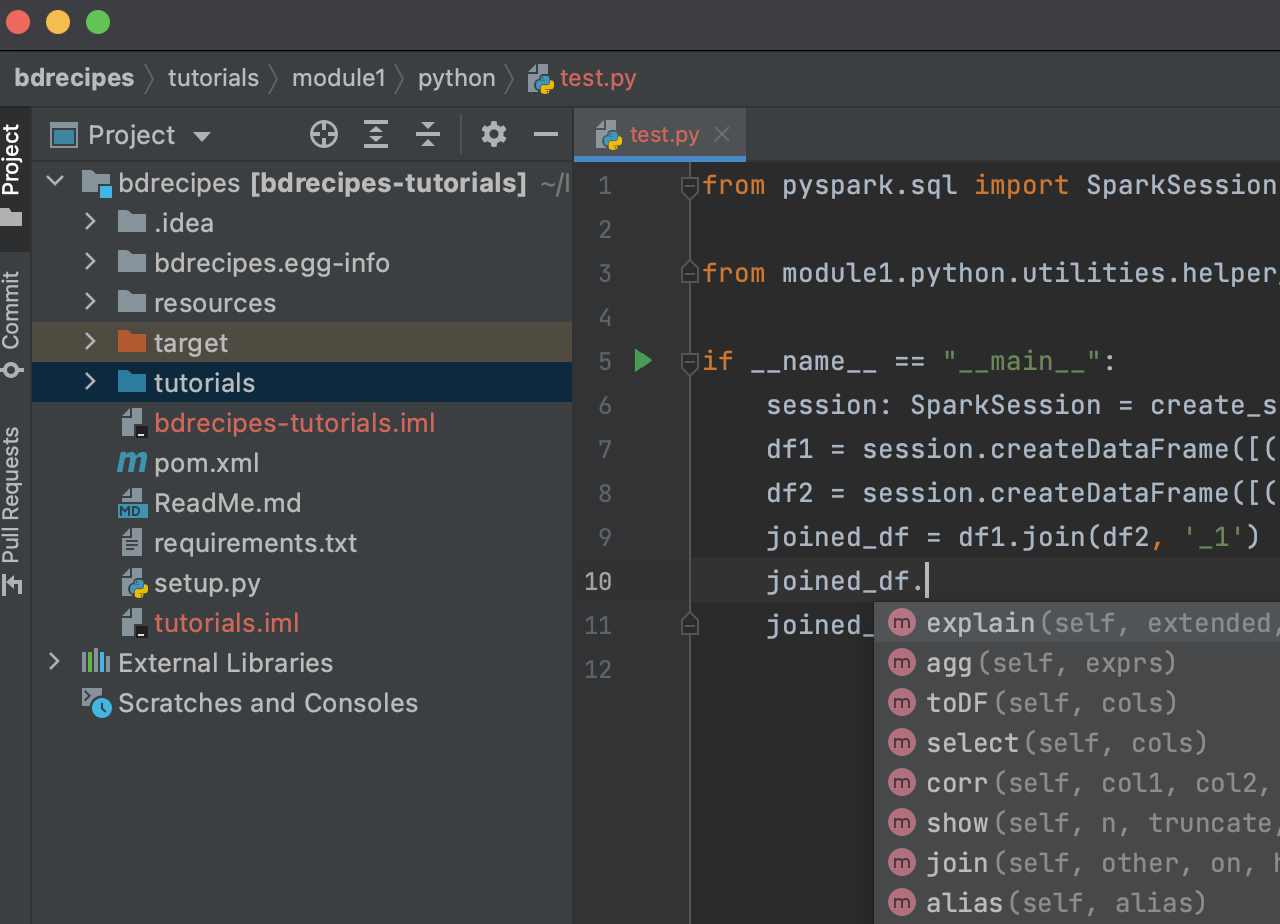 bdrecipes tutorials module1 python test.py
Project
Commit
Pull Requests
Project
bdrecipes [bdrecipes-tutorials] ~/
.idea
bdrecipes.egg-info
resources
target
tutorials
bdrecipes-tutorials.iml
pom.xml
ReadMe.md
requirements.txt
setup.py
tutorials.iml
External Libraries
Scratches and Consoles
test.py
1 from pyspark.sql import SparkSession
2
3 from module1.python.utilities.helper_
4
5 if __name__ == "__main__":
6 session: SparkSession = create_s
7 df1 = session.createDataFrame([(
8 df2 = session.createDataFrame([(
9 joined_df = df1.join(df2, '_1')
10 joined_df.
11 joined_
12
m explain(self, extended,
m agg(self, exprs)
m toDF(self, cols)
m select(self, cols)
m corr(self, col1, col2,
m show(self, n, truncate,
m join(self, other, on, h
m alias(self, alias)